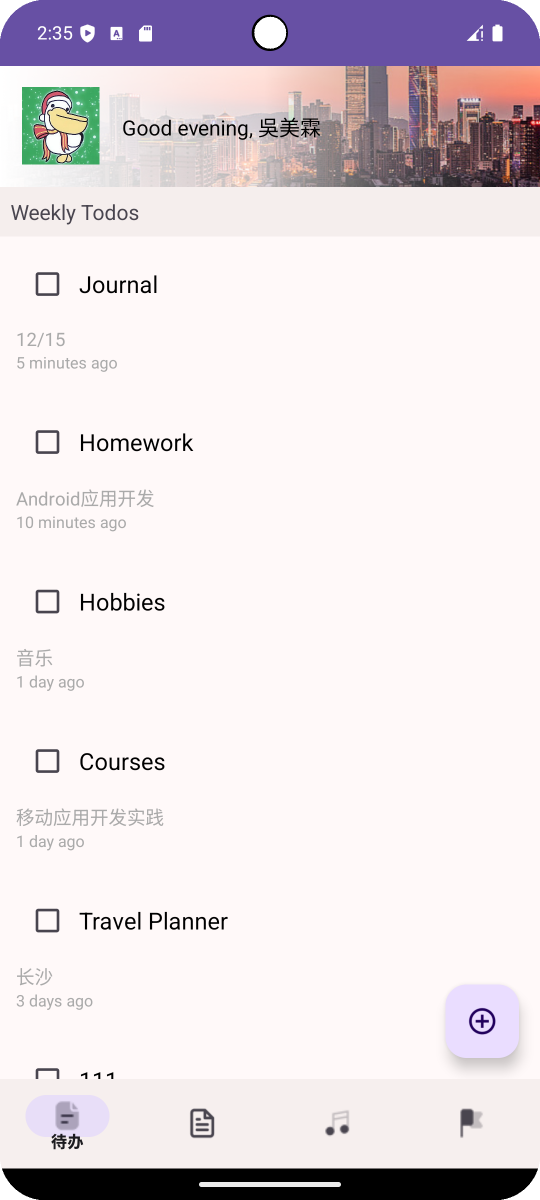 2:35
Good evening, 吳美霖
Weekly Todos
Journal
12/15
5 minutes ago
Homework
Android应用开发
10 minutes ago
Hobbies
音乐
1 day ago
Courses
移动应用开发实践
1 day ago
Travel Planner
长沙
3 days ago
111
待办